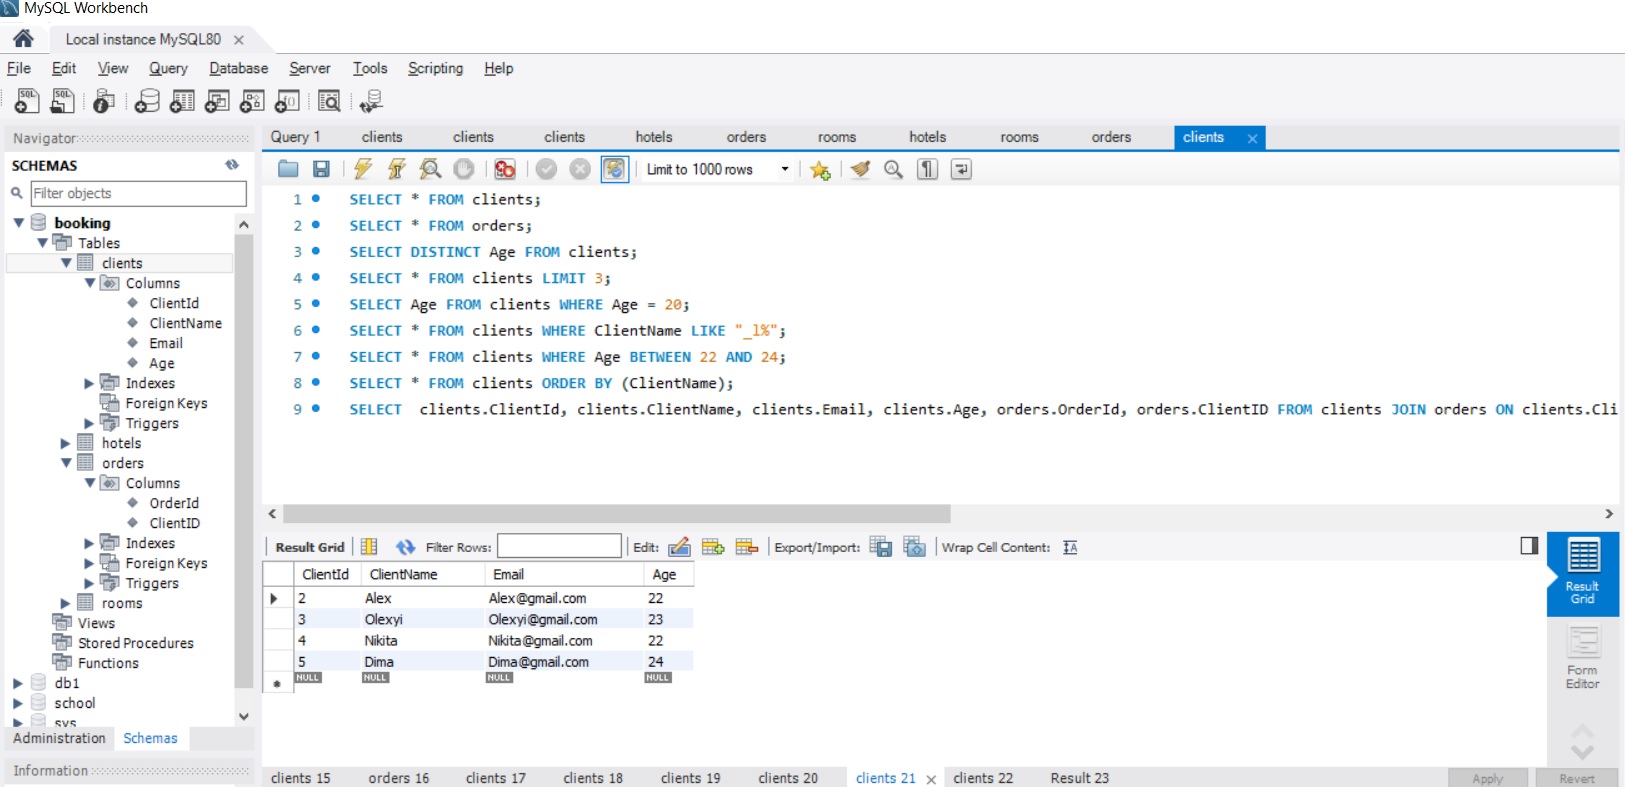 MySQL Workbench
Local instance MySQL80
File Edit View Query Database Server Tools Scripting Help
Navigator
SCHEMAS
Filter objects
booking
Tables
clients
Columns
ClientId
ClientName
Email
Age
Indexes
Foreign Keys
Triggers
hotels
orders
Columns
OrderId
ClientID
Indexes
Foreign Keys
Triggers
rooms
Views
Stored Procedures
Functions
db1
school
sys
Administration Schemas
Information
Query 1 clients clients clients hotels orders rooms hotels rooms orders clients
Limit to 1000 rows
1 SELECT * FROM clients;
2 SELECT * FROM orders;
3 SELECT DISTINCT Age FROM clients;
4 SELECT * FROM clients LIMIT 3;
5 SELECT Age FROM clients WHERE Age = 20;
6 SELECT * FROM clients WHERE ClientName LIKE "_l%";
7 SELECT * FROM clients WHERE Age BETWEEN 22 AND 24;
8 SELECT * FROM clients ORDER BY (ClientName);
9 SELECT  clients.ClientId, clients.ClientName, clients.Email, clients.Age, orders.OrderId, orders.ClientID FROM clients JOIN orders ON clients.Cli
Result Grid Filter Rows: Edit: Export/Import: Wrap Cell Content:
ClientId ClientName Email Age
2 Alex Alex@gmail.com 22
3 Olexyi Olexyi@gmail.com 23
4 Nikita Nikita@gmail.com 22
5 Dima Dima@gmail.com 24
NULL NULL NULL NULL
Result
Grid
Form
Editor
clients 15 orders 16 clients 17 clients 18 clients 19 clients 20 clients 21 clients 22 Result 23
Apply Revert